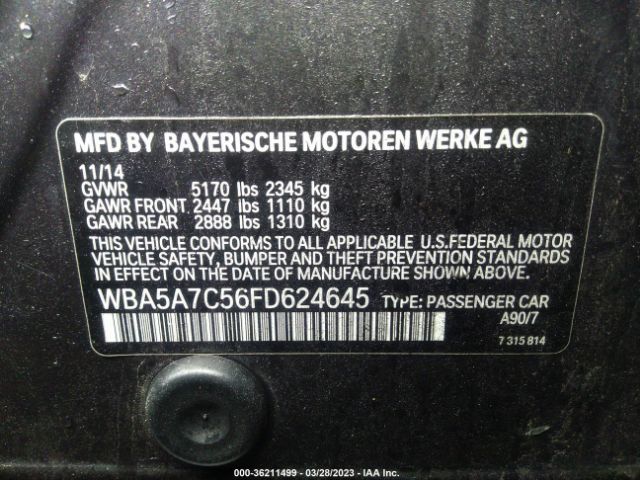 MFD BY BAYERISCHE MOTOREN WERKE AG
11/14
GVWR 5170 lbs 2345 kg
GAWR FRONT 2447 lbs 1110 kg
GAWR REAR 2888 lbs 1310 kg
THIS VEHICLE CONFORMS TO ALL APPLICABLE U.S.FEDERAL MOTOR
VEHICLE SAFETY, BUMPER AND THEFT PREVENTION STANDARDS
IN EFFECT ON THE DATE OF MANUFACTURE SHOWN ABOVE.
WBA5A7C56FD624645 TYPE: PASSENGER CAR
A90/7
7 315 814
000-36211499 - 03/28/2023 - IAA Inc.